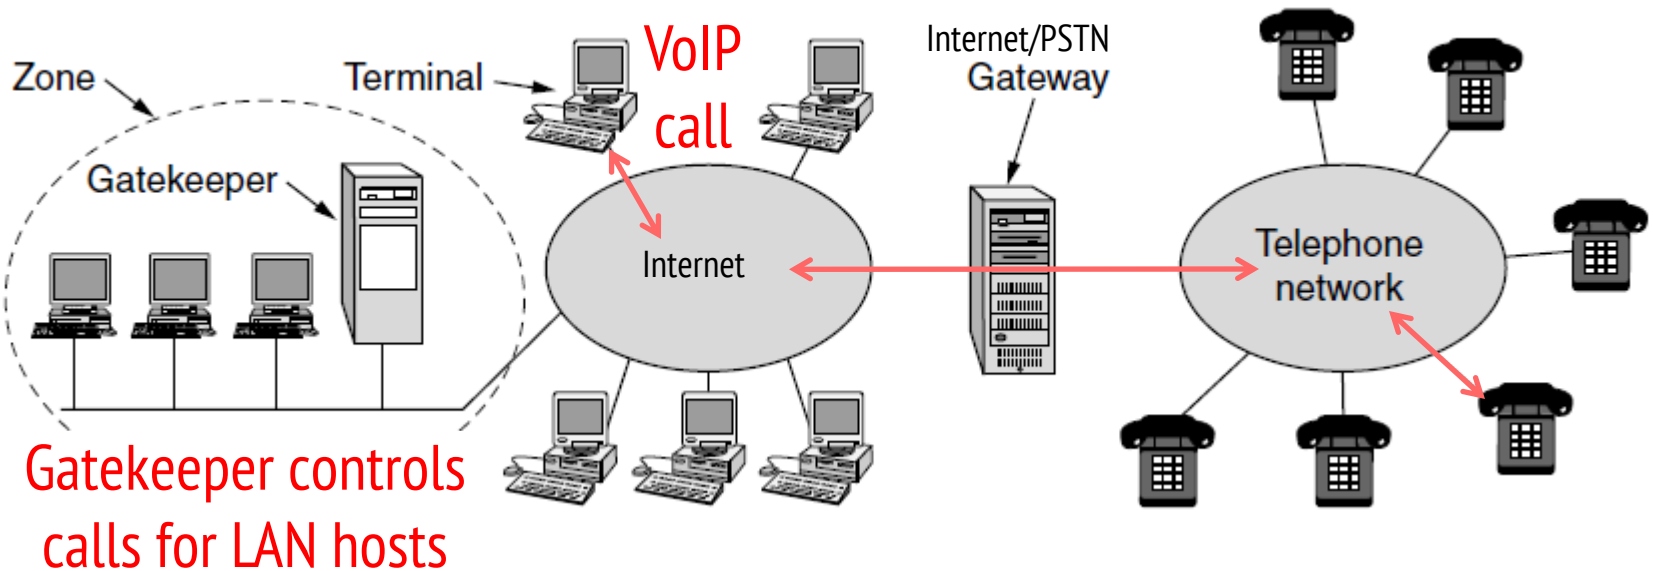 Zone
Terminal
VoIP
call
Internet/PSTN
Gateway
Gatekeeper
Internet
Telephone
network
Gatekeeper controls
calls for LAN hosts